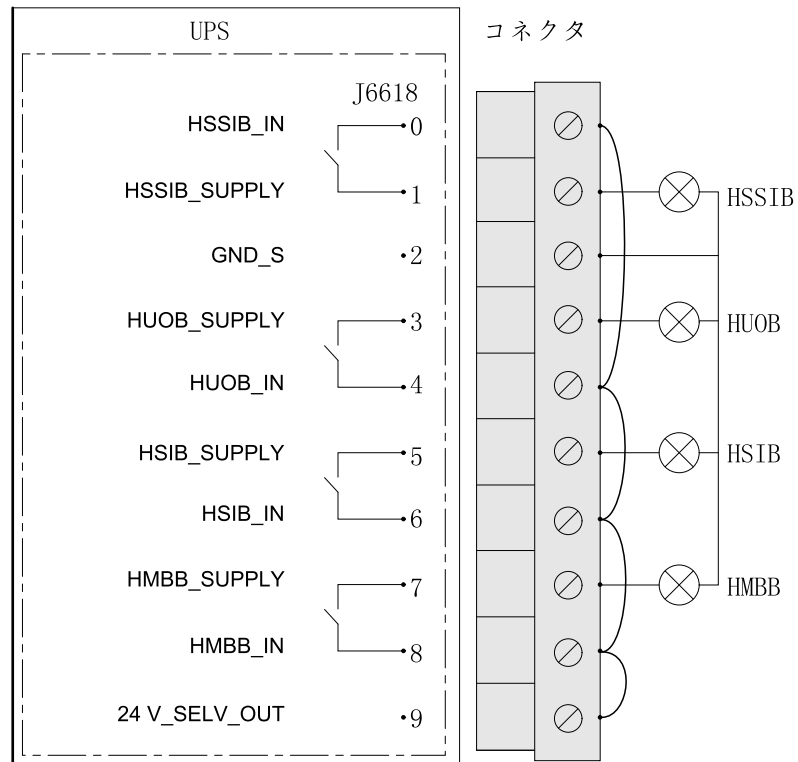 UPS
コネクタ
J6618
HSSIB_IN 0
HSSIB_SUPPLY 1 HSSIB
GND_S 2
HUOB_SUPPLY 3 HUOB
HUOB_IN 4
HSIB_SUPPLY 5 HSIB
HSIB_IN 6
HMBB_SUPPLY 7 HMBB
HMBB_IN 8
24 V_SELV_OUT 9